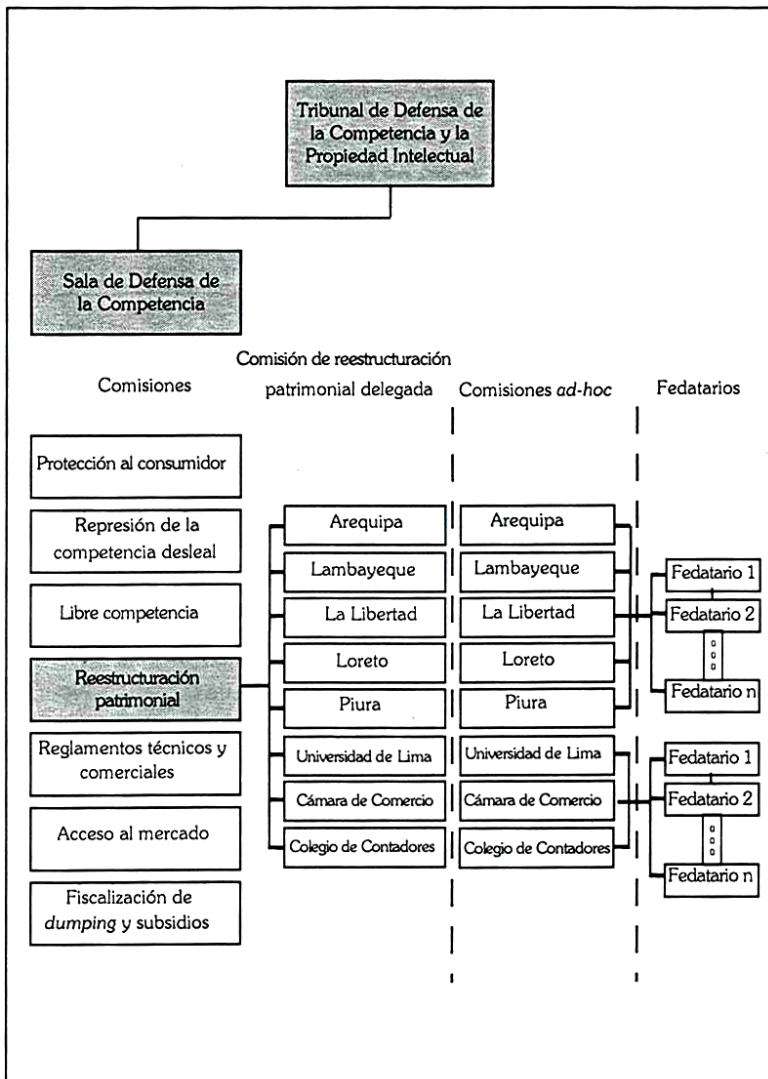 Tribunal de Defensa de
la Competencia y la
Propiedad Intelectual
Sala de Defensa de
la Competencia
Comisiones
Comisión de reestructuración
patrimonial delegada
Comisiones ad-hoc
Fedatarios
Protección al consumidor
Represión de la
competencia desleal
Libre competencia
Reestructuración
patrimonial
Reglamentos técnicos y
comerciales
Acceso al mercado
Fiscalización de
dumping y subsidios
Arequipa
Lambayeque
La Libertad
Loreto
Piura
Universidad de Lima
Cámara de Comercio
Colegio de Contadores
Arequipa
Lambayeque
La Libertad
Loreto
Piura
Universidad de Lima
Cámara de Comercio
Colegio de Contadores
Fedatario 1
Fedatario 2
Fedatario n
Fedatario 1
Fedatario 2
Fedatario n